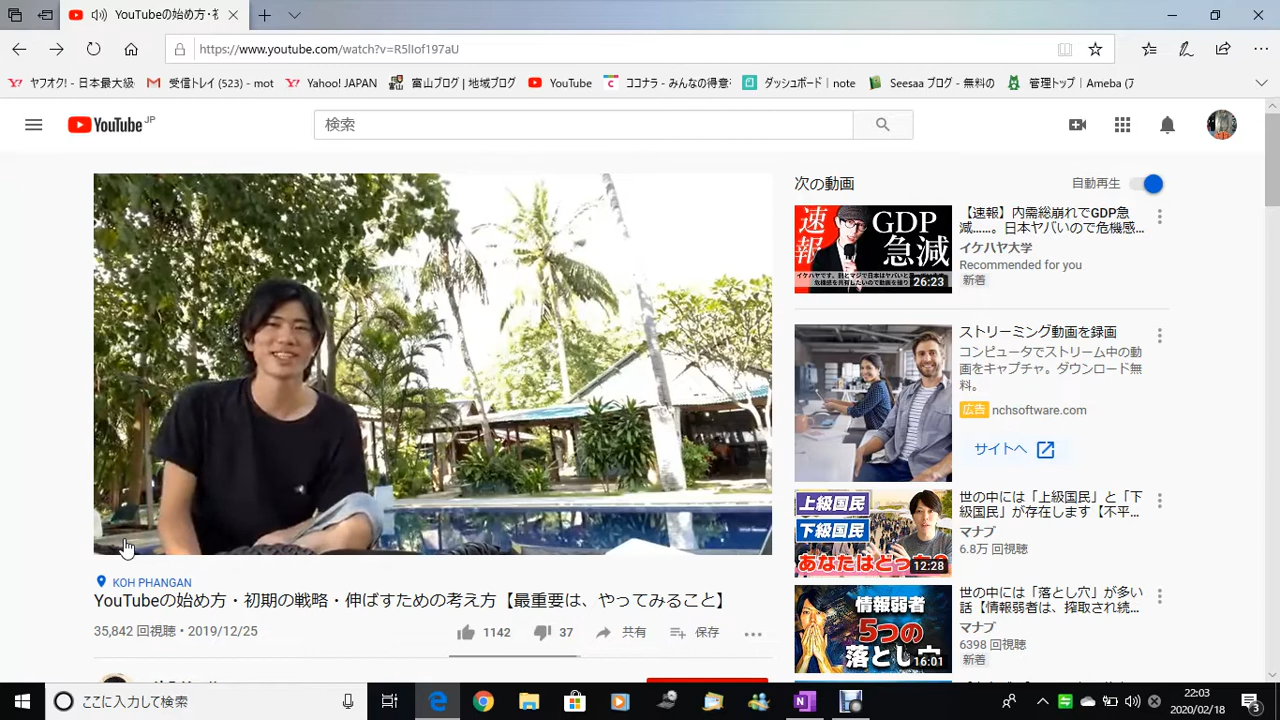 YouTubeの始め方・初
https://www.youtube.com/watch?v=R5lIof197aU
ヤフオク! - 日本最大級 受信トレイ (523) - mot Yahoo! JAPAN 富山ブログ | 地域ブログ YouTube ココナラ - みんなの得意 ダッシュボード | note Seesaa ブログ - 無料の 管理トップ | Ameba (ア
YouTube JP
検索
次の動画
自動再生
速報
GDP
急減
26:23
【速報】内需総崩れでGDP急
減……。日本ヤバいので危機感...
イケハヤ大学
Recommended for you
新着
ストリーミング動画を録画
コンピュータでストリーム中の動
画をキャプチャ。ダウンロード無
料。
広告 nchsoftware.com
サイトへ
上級国民
下級国民
あなたはどっち?
12:28
世の中には「上級国民」と「下
級国民」が存在します【不平...
マナブ
6.8万 回視聴
情報弱者
5つの
落とし穴
16:01
世の中には「落とし穴」が多い
話【情報弱者は、搾取され続...
マナブ
6398 回視聴
新着
KOH PHANGAN
YouTubeの始め方・初期の戦略・伸ばすための考え方【最重要は、やってみること】
35,842 回視聴・2019/12/25
1142 37 共有 保存
ここに入力して検索
22:03
2020/02/18
3